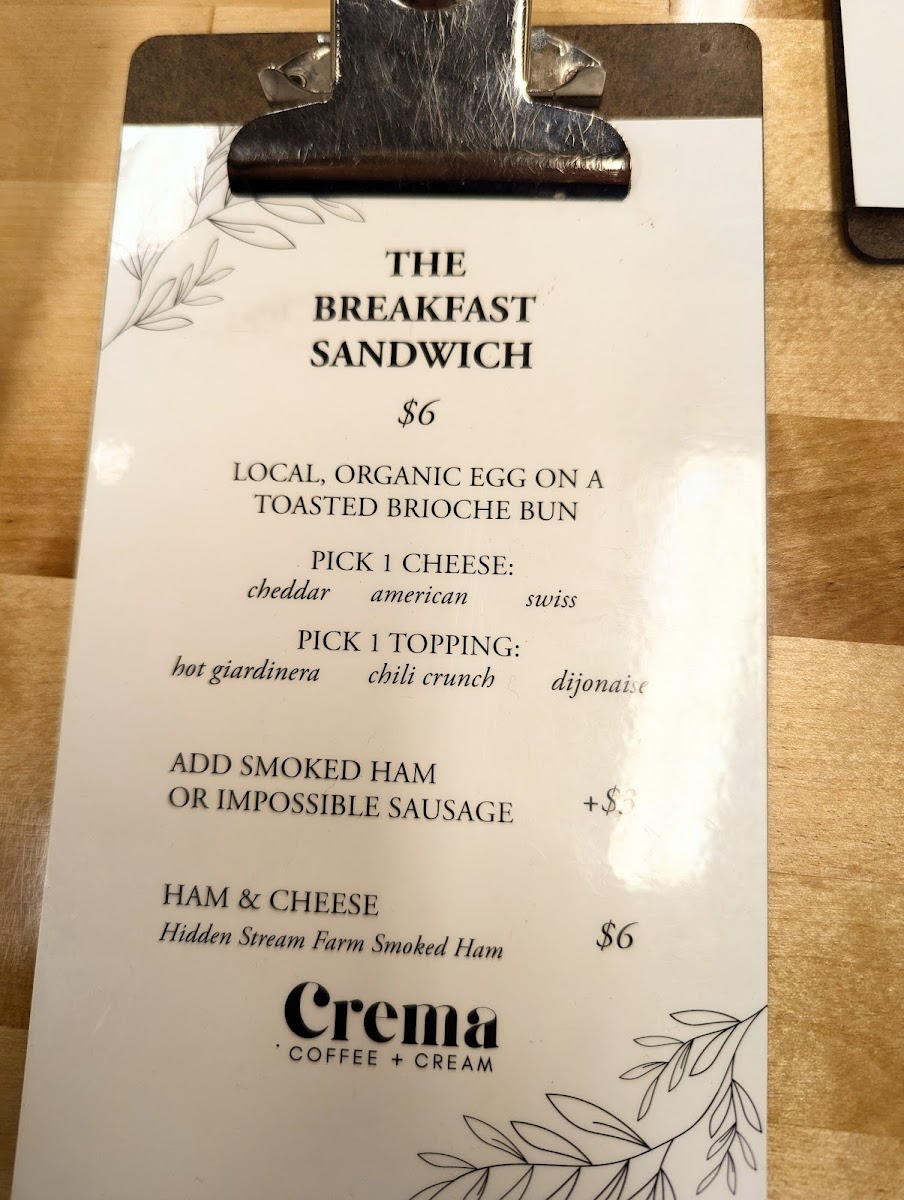 THE
BREAKFAST
SANDWICH
$6
LOCAL, ORGANIC EGG ON A
TOASTED BRIOCHE BUN
PICK 1 CHEESE:
cheddar american swiss
PICK 1 TOPPING:
hot giardinera chili crunch dijonaise
ADD SMOKED HAM
OR IMPOSSIBLE SAUSAGE +$3
HAM & CHEESE
Hidden Stream Farm Smoked Ham $6
Crema
COFFEE + CREAM